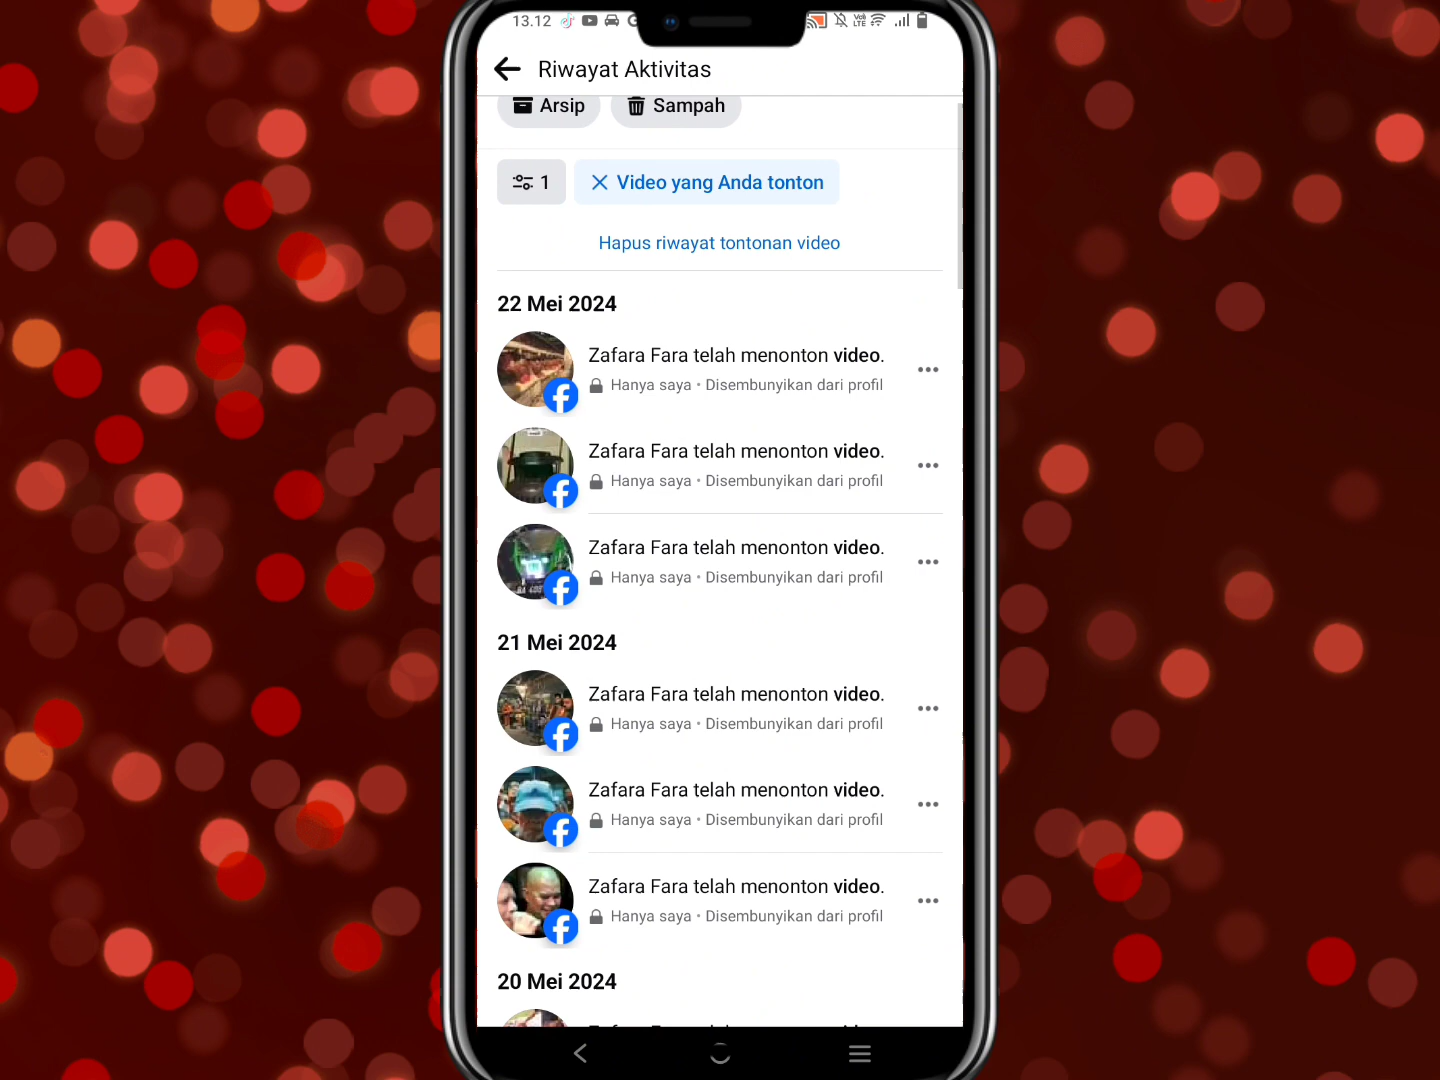 13.12
Riwayat Aktivitas
Arsip Sampah
1 Video yang Anda tonton
Hapus riwayat tontonan video
22 Mei 2024
Zafara Fara telah menonton video.
Hanya saya • Disembunyikan dari profil
Zafara Fara telah menonton video.
Hanya saya • Disembunyikan dari profil
Zafara Fara telah menonton video.
Hanya saya • Disembunyikan dari profil
21 Mei 2024
Zafara Fara telah menonton video.
Hanya saya • Disembunyikan dari profil
Zafara Fara telah menonton video.
Hanya saya • Disembunyikan dari profil
Zafara Fara telah menonton video.
Hanya saya • Disembunyikan dari profil
20 Mei 2024